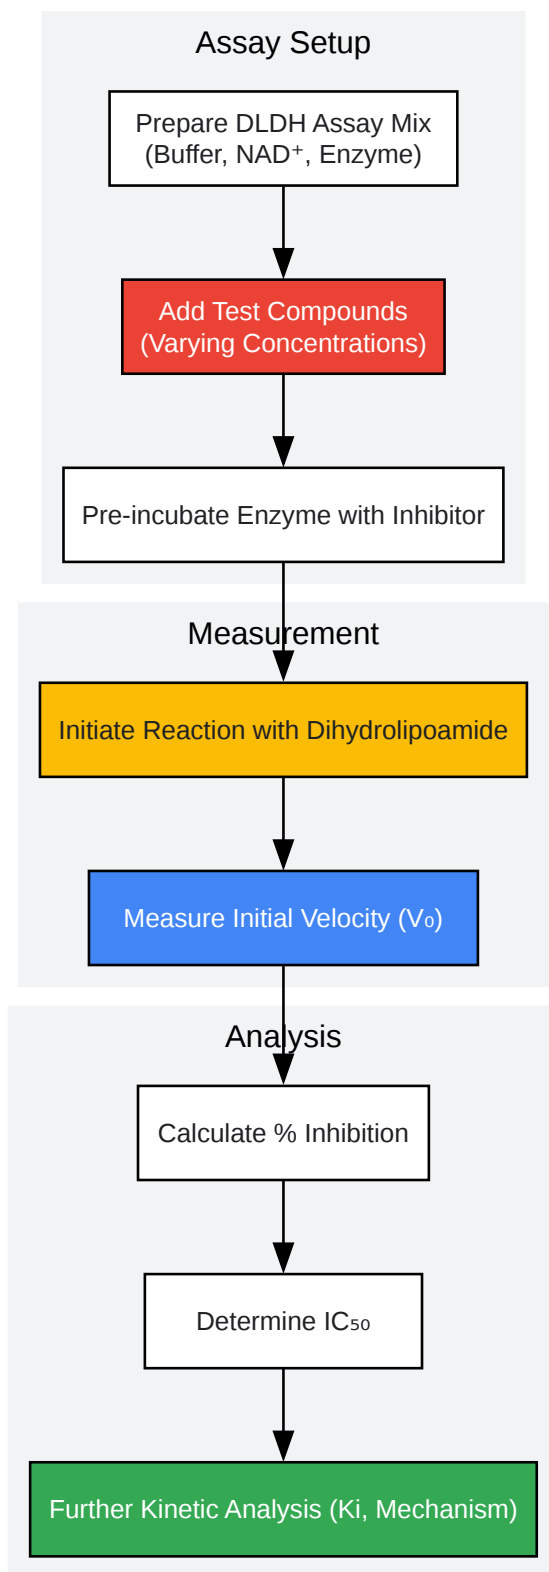 Assay Setup
Prepare DLDH Assay Mix
(Buffer, NAD⁺, Enzyme)
Add Test Compounds
(Varying Concentrations)
Pre-incubate Enzyme with Inhibitor
Measurement
Initiate Reaction with Dihydrolipoamide
Measure Initial Velocity (V₀)
Analysis
Calculate % Inhibition
Determine IC₅₀
Further Kinetic Analysis (Ki, Mechanism)